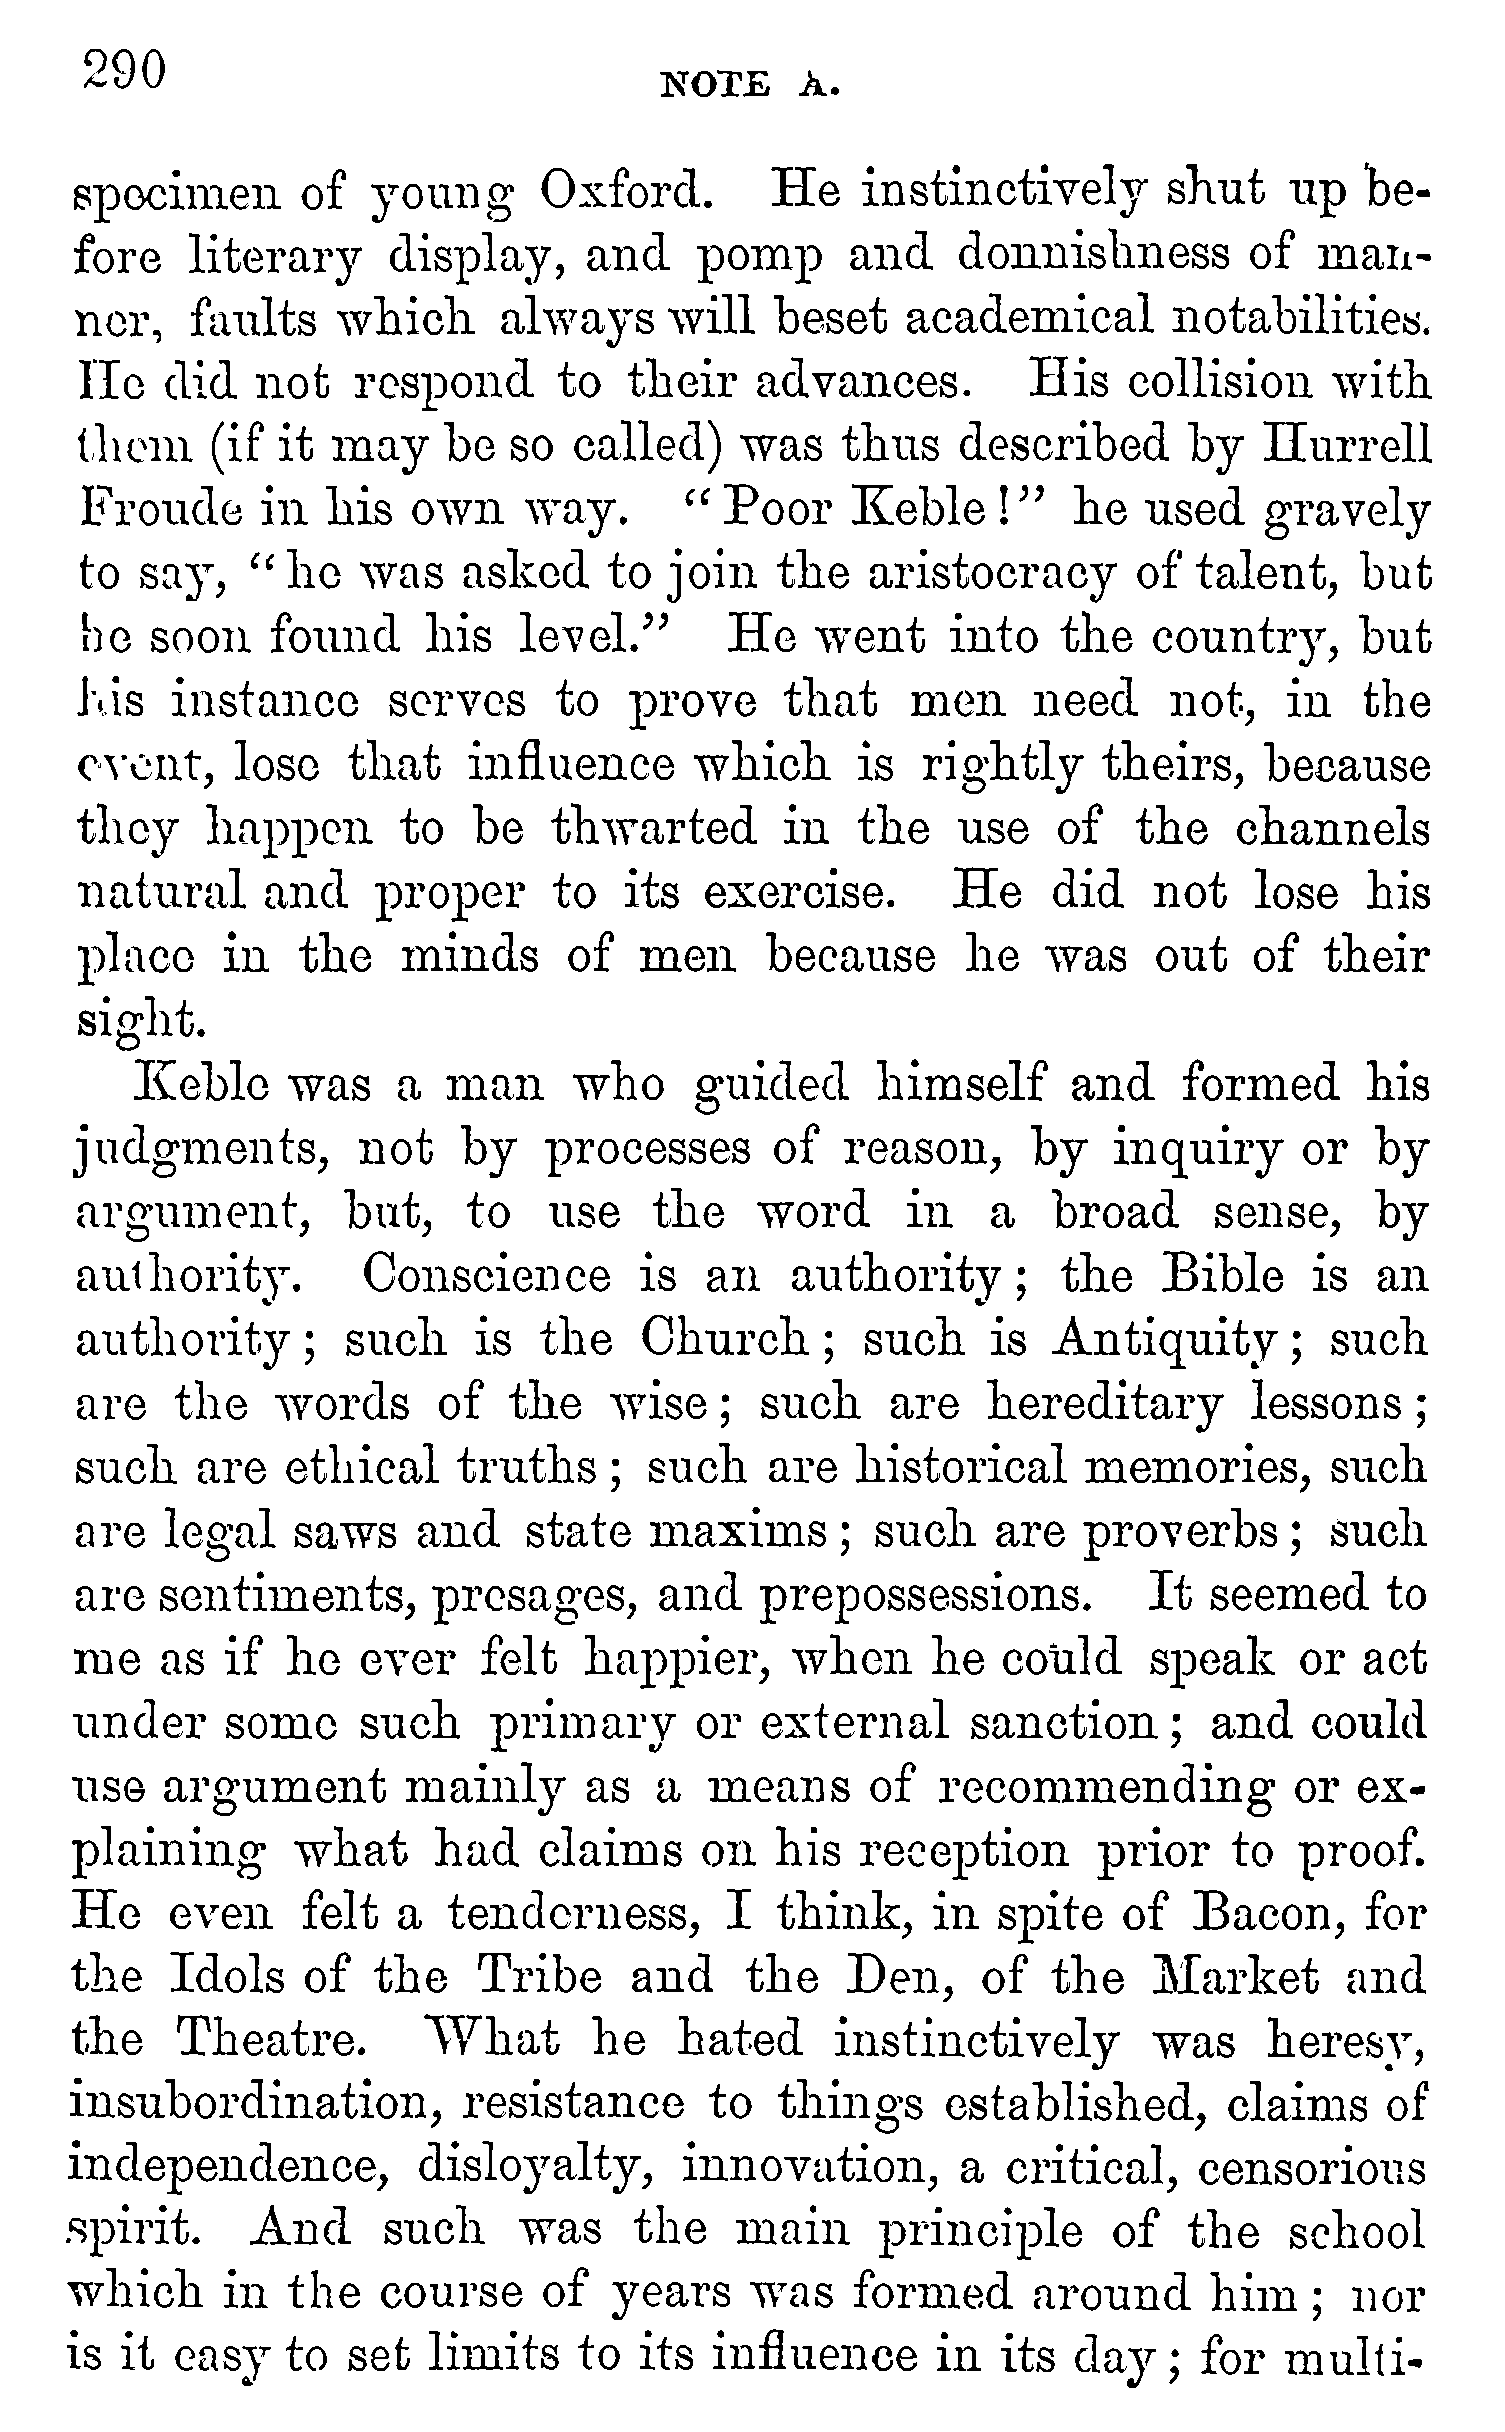 290
NOTE A.
specimen of young Oxford. He instinctively shut up be-
fore literary display, and pomp and donnishness of man-
ner, faults which always will beset academical notabilities.
He did not respond to their advances. His collision with
them (if it may be so called) was thus described by Hurrell
Froude in his own way. "Poor Keble!" he used gravely
to say, "he was asked to join the aristocracy of talent, but
he soon found his level." He went into the country, but
his instance serves to prove that men need not, in the
event, lose that influence which is rightly theirs, because
they happen to be thwarted in the use of the channels
natural and proper to its exercise. He did not lose his
place in the minds of men because he was out of their
sight.
Keble was a man who guided himself and formed his
judgments, not by processes of reason, by inquiry or by
argument, but, to use the word in a broad sense, by
authority. Conscience is an authority; the Bible is an
authority; such is the Church; such is Antiquity; such
are the words of the wise; such are hereditary lessons;
such are ethical truths; such are historical memories, such
are legal saws and state maxims; such are proverbs; such
are sentiments, presages, and prepossessions. It seemed to
me as if he ever felt happier, when he could speak or act
under some such primary or external sanction; and could
use argument mainly as a means of recommending or ex-
plaining what had claims on his reception prior to proof.
He even felt a tenderness, I think, in spite of Bacon, for
the Idols of the Tribe and the Den, of the Market and
the Theatre. What he hated instinctively was heresy,
insubordination, resistance to things established, claims of
independence, disloyalty, innovation, a critical, censorious
spirit. And such was the main principle of the school
which in the course of years was formed around him; nor
is it easy to set limits to its influence in its day; for multi-